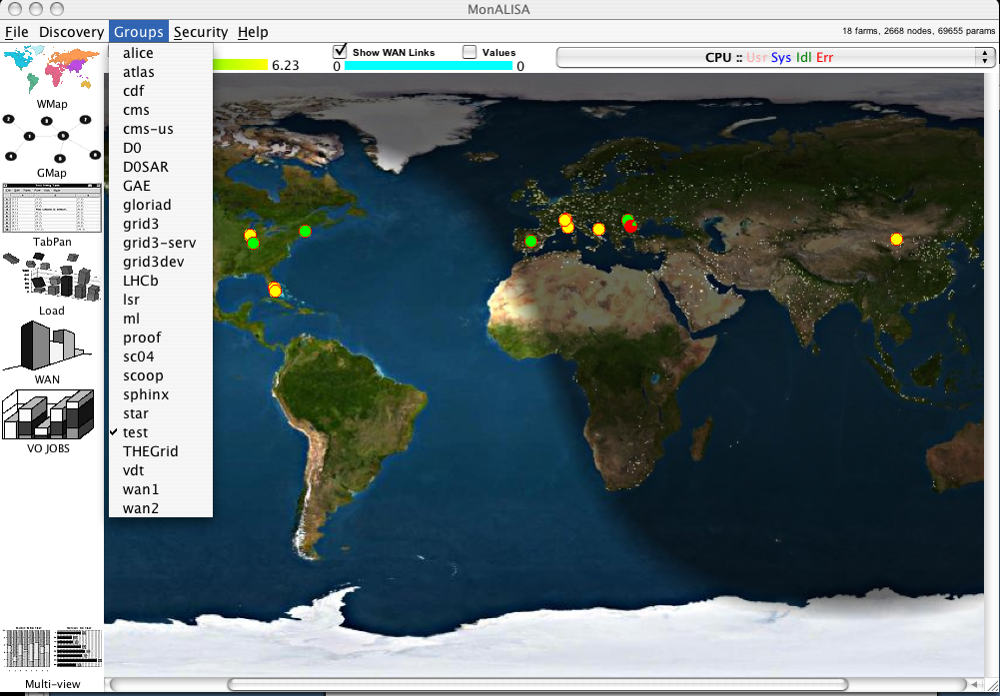 MonALISA
File Discovery Groups Security Help
18 farms, 2668 nodes, 69655 params
6.23
Show WAN Links
Values
0
0
CPU :: Usr Sys Idl Err
WMap
GMap
TabPan
Load
WAN
VO JOBS
Multi-view
alice
atlas
cdf
cms
cms-us
D0
D0SAR
GAE
gloriad
grid3
grid3-serv
grid3dev
LHCb
lsr
ml
proof
sc04
scoop
sphinx
star
test
THEGrid
vdt
wan1
wan2